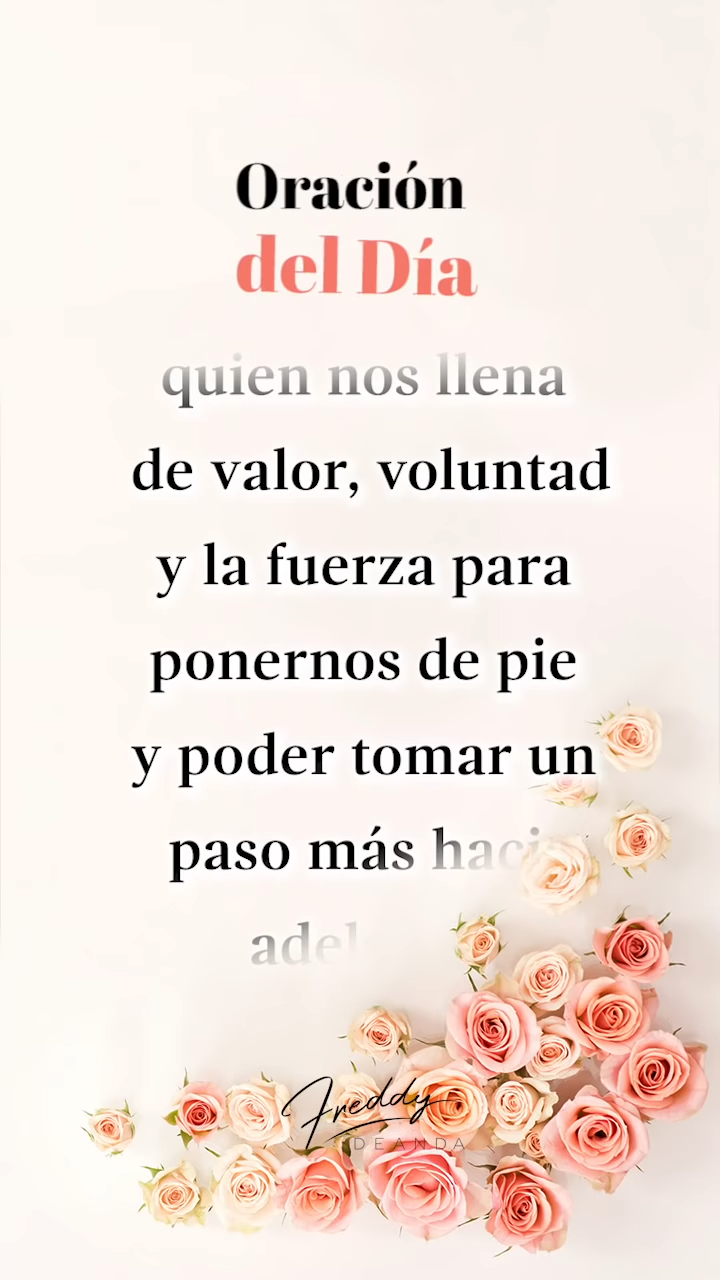 Oración
del Día
quien nos llena
de valor, voluntad
y la fuerza para
ponernos de pie
y poder tomar un
paso más
Freddy
DEANDA